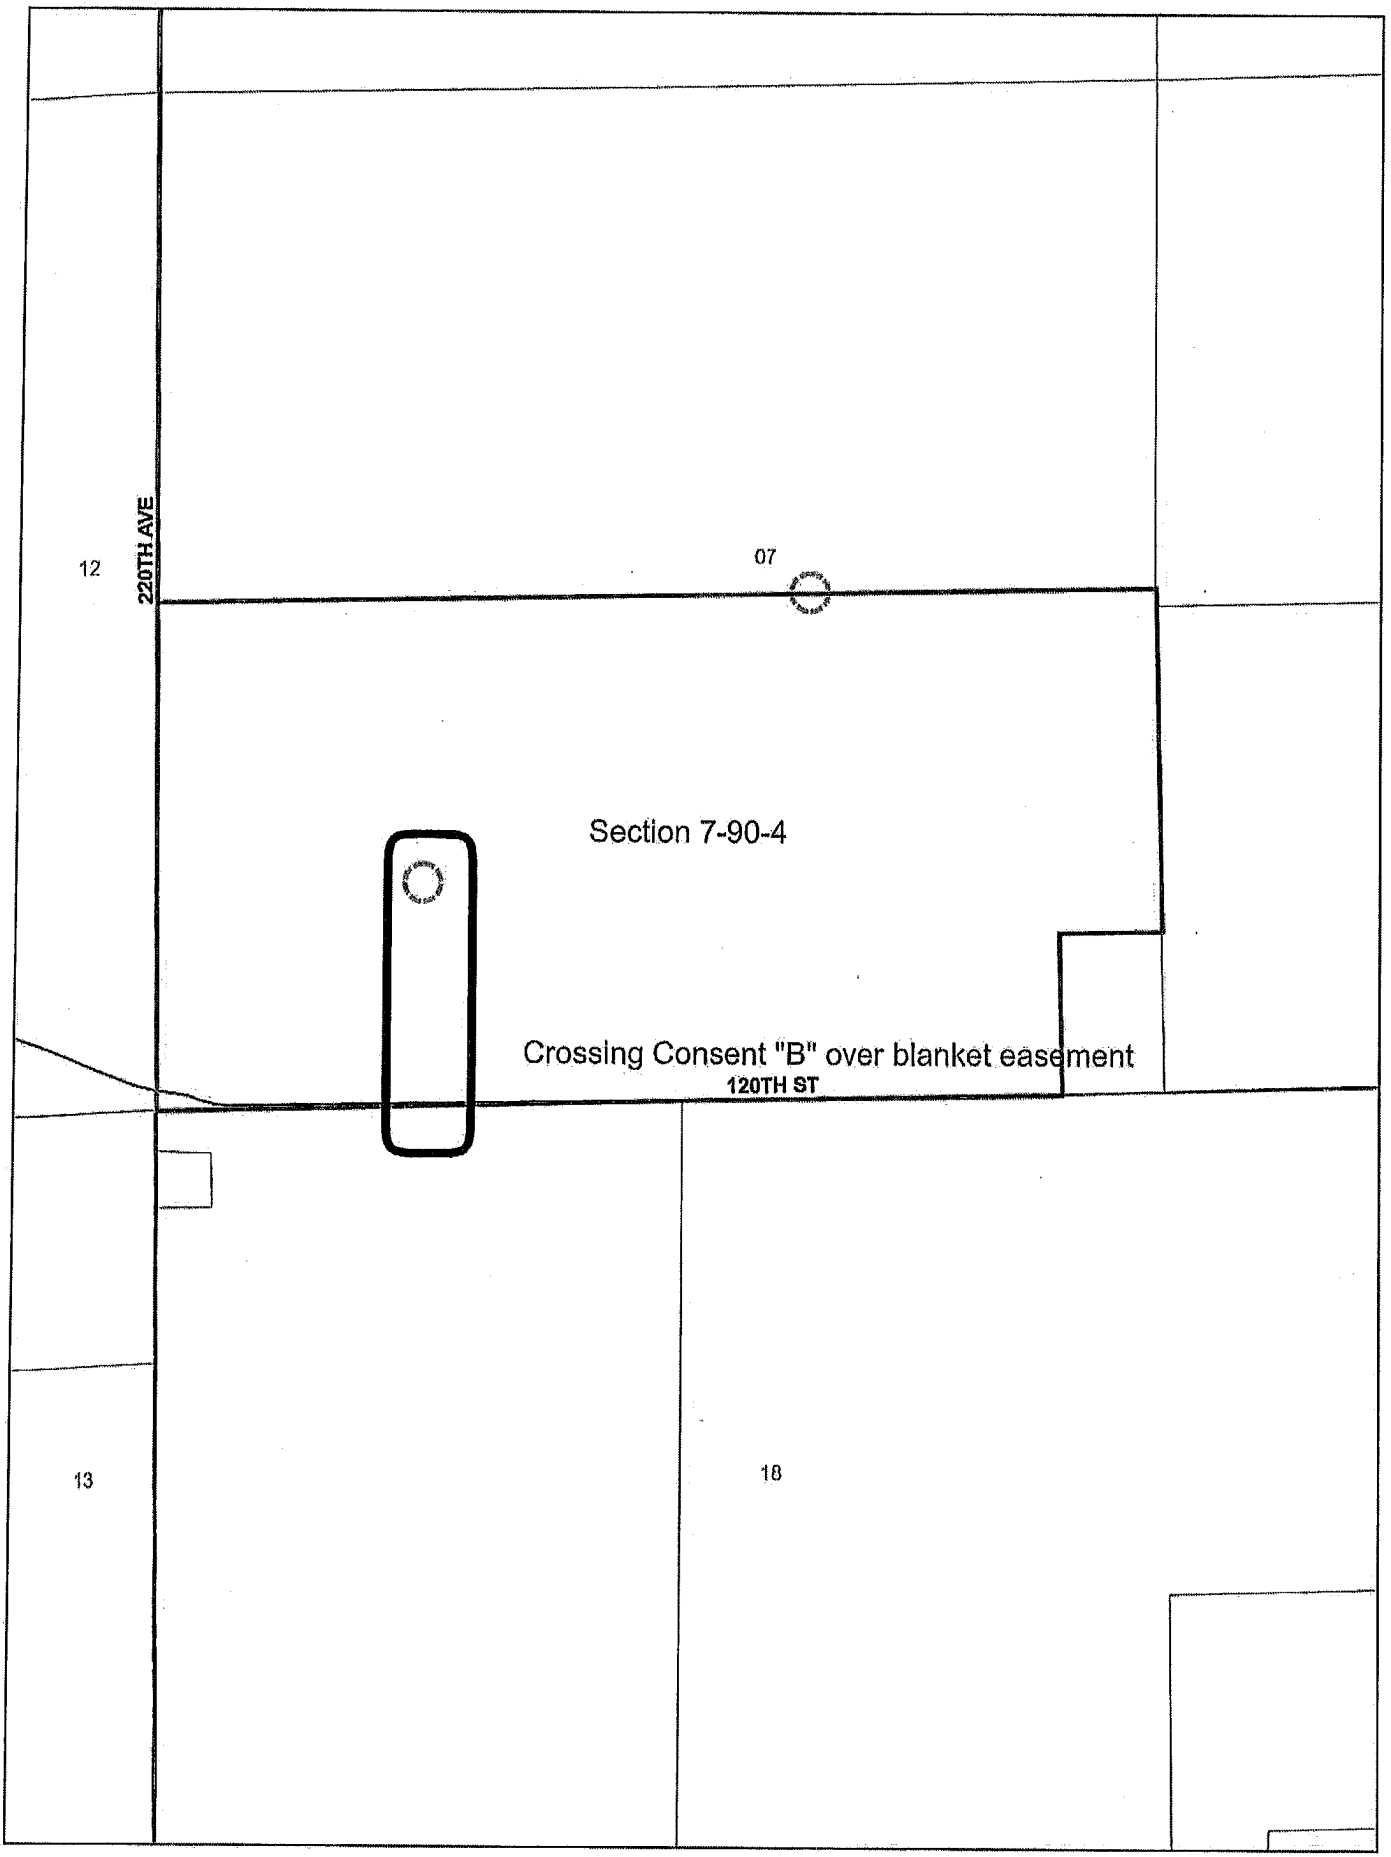 220TH AVE
12
07
Section 7-90-4
Crossing Consent "B" over blanket easement
120TH ST
13
18